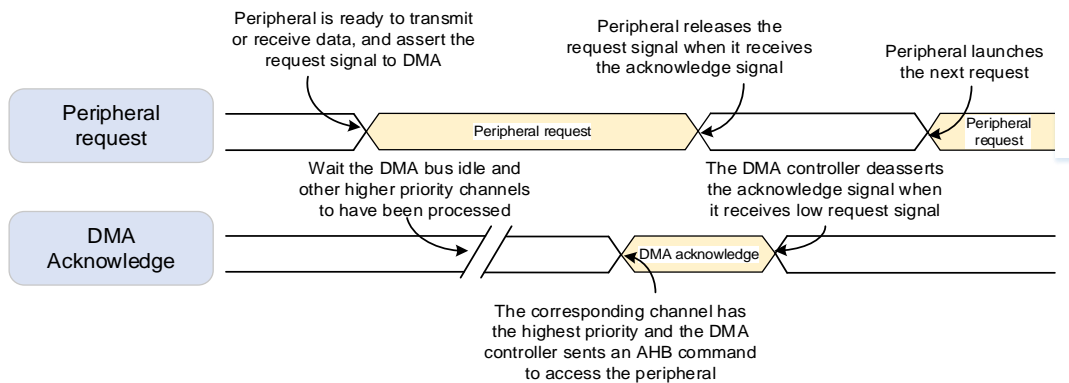 Peripheral is ready to transmit
or receive data, and assert the
request signal to DMA
Peripheral releases the
request signal when it receives
the acknowledge signal
Peripheral launches
the next request
Peripheral
request
Peripheral request
Peripheral
request
Wait the DMA bus idle and
other higher priority channels
to have been processed
The DMA controller deasserts
the acknowledge signal when
it receives low request signal
DMA
Acknowledge
DMA acknowledge
The corresponding channel has
the highest priority and the DMA
controller sents an AHB command
to access the peripheral